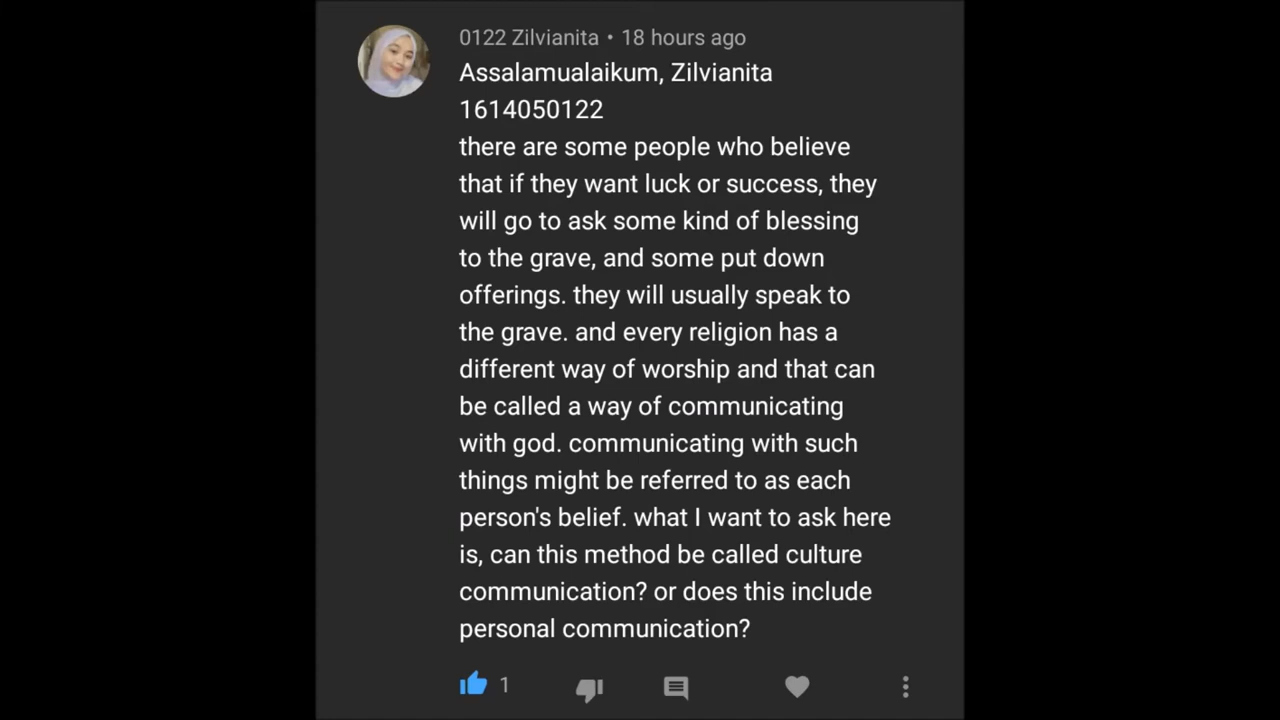 0122 Zilvianita • 18 hours ago
Assalamualaikum, Zilvianita
1614050122
there are some people who believe
that if they want luck or success, they
will go to ask some kind of blessing
to the grave, and some put down
offerings. they will usually speak to
the grave. and every religion has a
different way of worship and that can
be called a way of communicating
with god. communicating with such
things might be referred to as each
person's belief. what I want to ask here
is, can this method be called culture
communication? or does this include
personal communication?
1